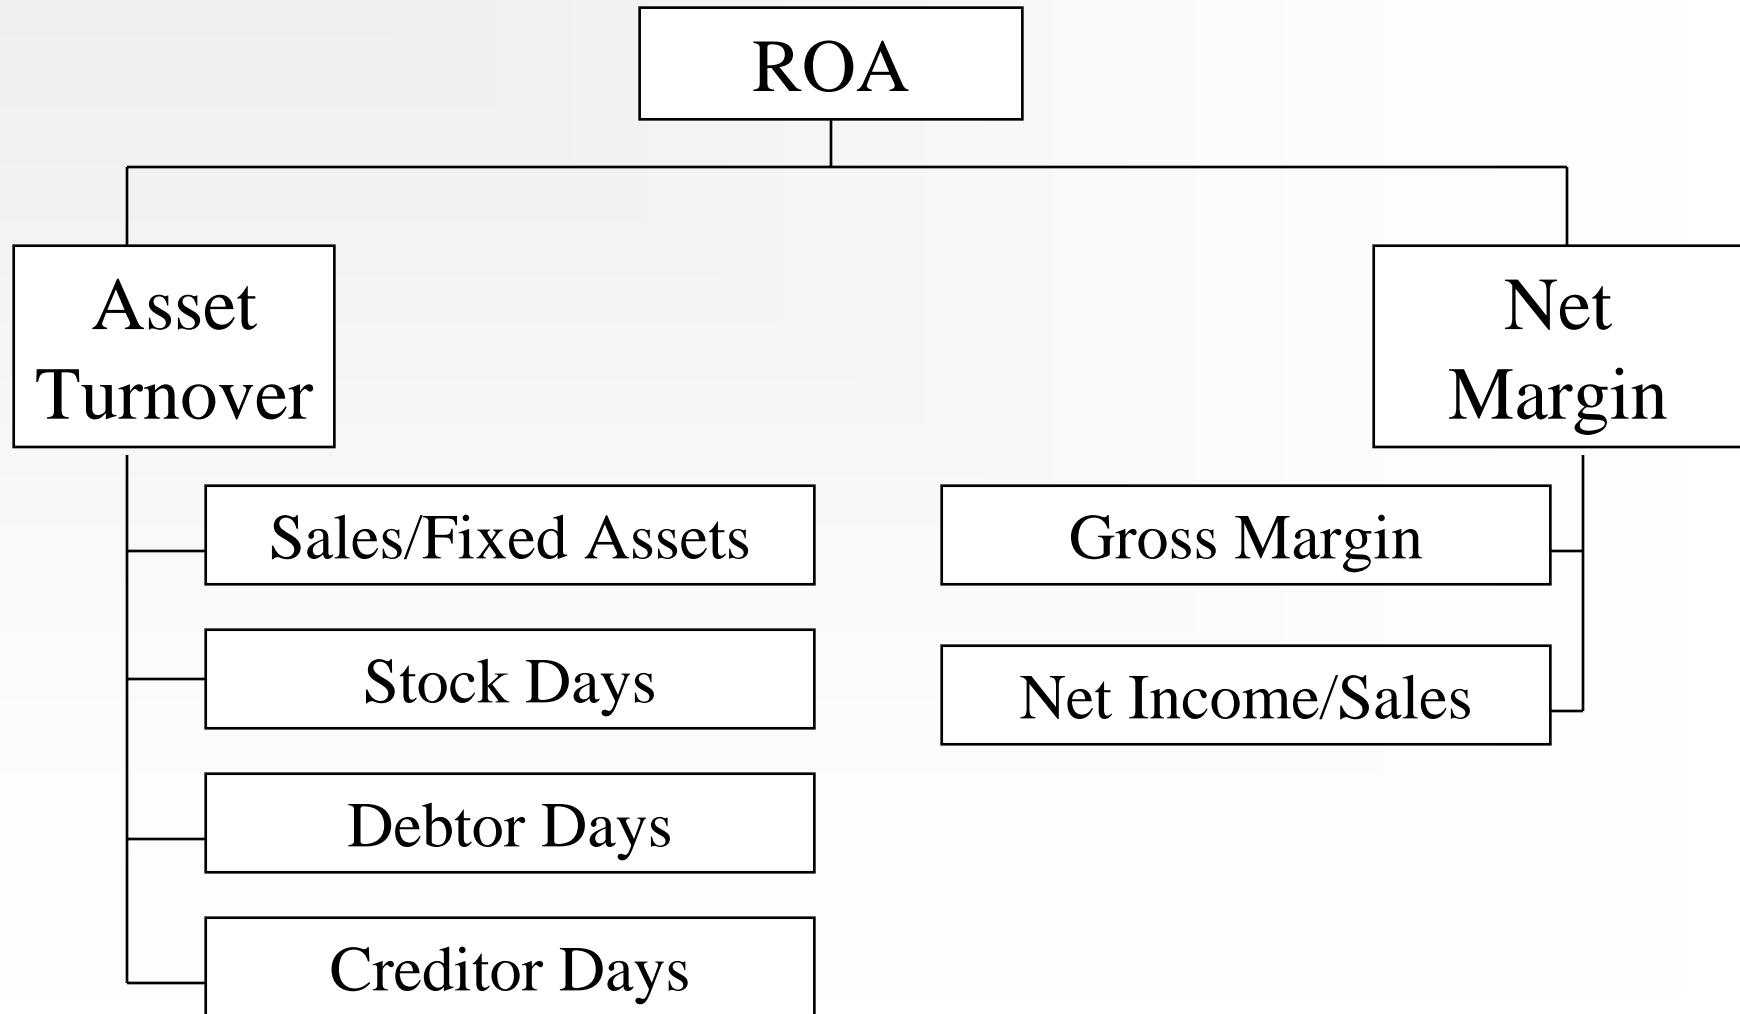 ROA
Asset
Turnover
Net
Margin
Sales/Fixed Assets
Gross Margin
Stock Days
Net Income/Sales
Debtor Days
Creditor Days